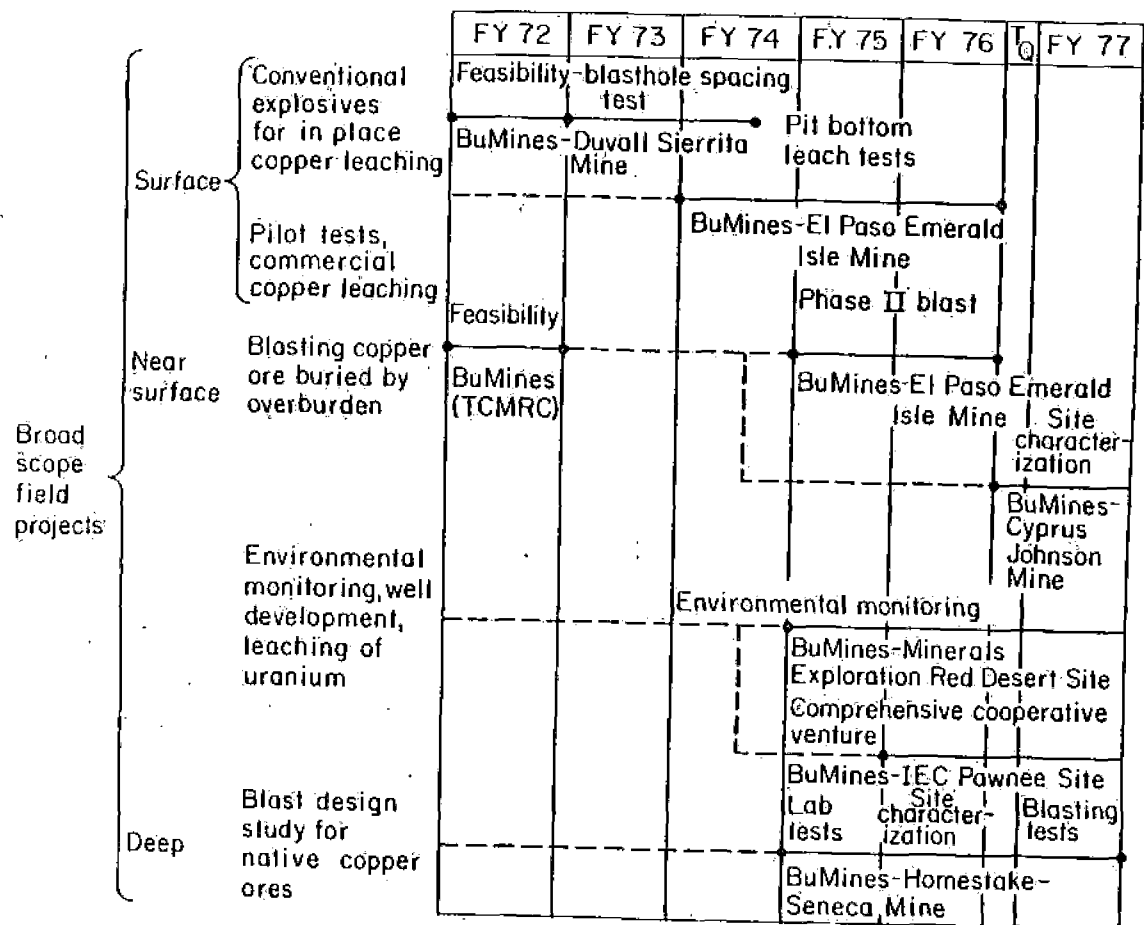 FY 72 FY 73 FY 74 FY 75 FY 76 TQ FY 77
Conventional
explosives
for in place
copper leaching
Surface
Pilot tests,
commercial
copper leaching
Feasibility-blasthole spacing
test
BuMines-Duvall Sierrita
Mine
Pit bottom
leach tests
BuMines-El Paso Emerald
Isle Mine
Near
surface
Blasting copper
ore buried by
overburden
Feasibility
BuMines
(TCMRC)
Phase II blast
BuMines-El Paso Emerald
Isle Mine
Site
character-
ization
BuMines-
Cyprus
Johnson
Mine
Broad
scope
field
projects
Environmental
monitoring, well
development,
leaching of
uranium
Environmental monitoring
BuMines-Minerals
Exploration Red Desert Site
Comprehensive cooperative
venture
BuMines-IEC Pawnee Site
Deep
Blast design
study for
native copper
ores
Lab
tests
Site
character-
ization
Blasting
tests
BuMines-Homestake-
Seneca Mine